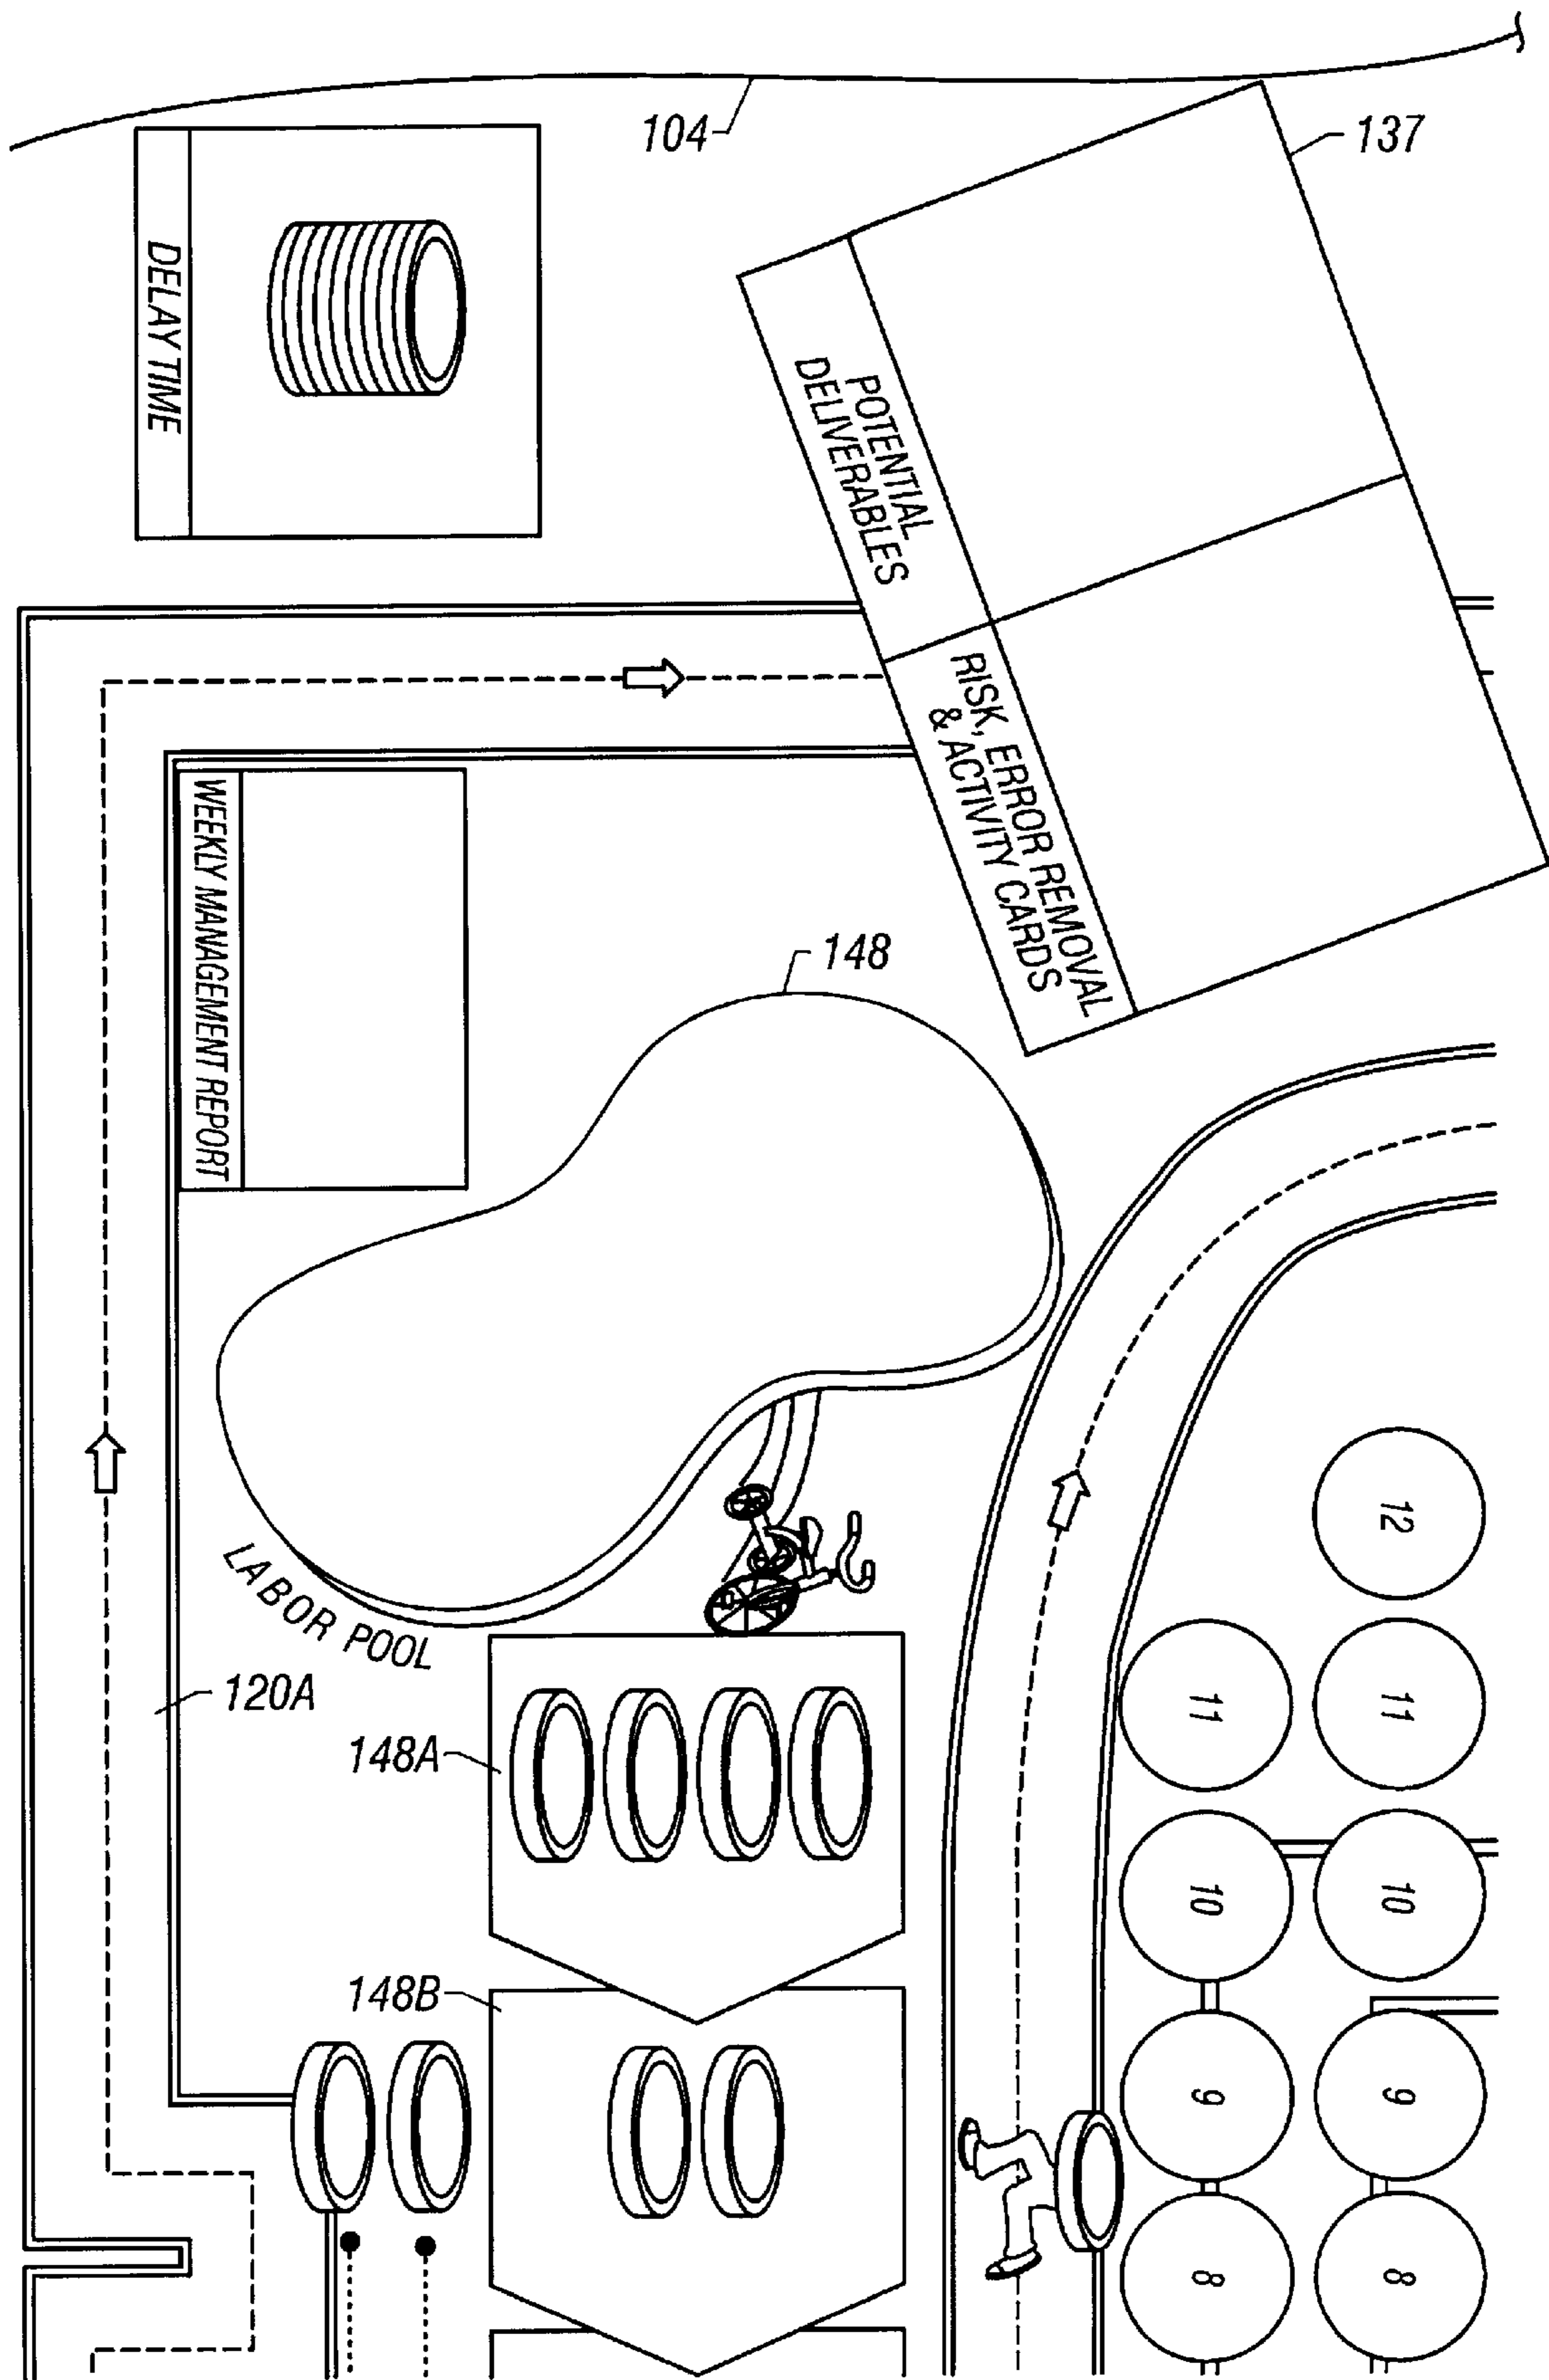 104
137
DELAY TIME
POTENTIAL
DELIVERABLES
RISK, ERROR REMOVAL
& ACTIVITY CARDS
WEEKLY MANAGEMENT REPORT
148
LABOR POOL
120A
148A
148B
12
11
11
10
10
9
9
8
8